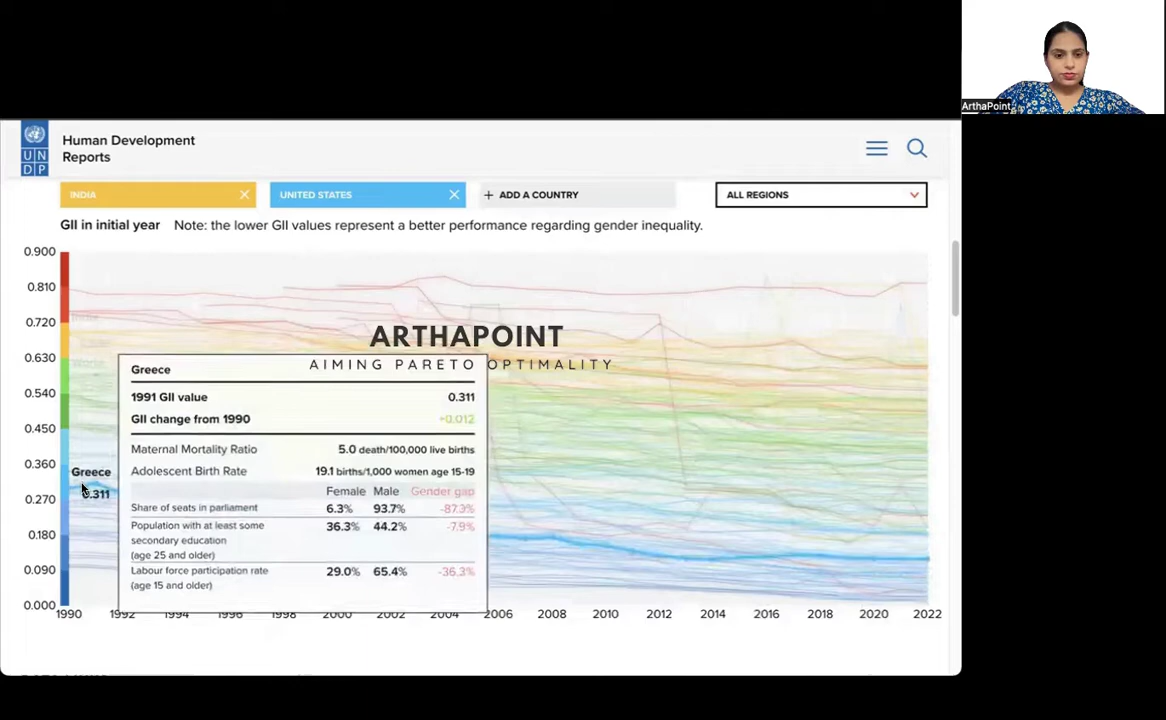 ArthaPoint
UN
DP
Human Development
Reports
INDIA
UNITED STATES
+ ADD A COUNTRY
ALL REGIONS
GII in initial year Note: the lower GII values represent a better performance regarding gender inequality.
0.900
0.810
0.720
0.630
0.540
0.450
0.360
0.270
0.180
0.090
0.000
ARTHAPOINT
AIMING PARETO OPTIMALITY
Greece
0.311
Greece
1991 GII value 0.311
GII change from 1990 +0.012
Maternal Mortality Ratio 5.0 death/100,000 live births
Adolescent Birth Rate 19.1 births/1,000 women age 15-19
Female Male Gender gap
Share of seats in parliament 6.3% 93.7% -87.3%
Population with at least some 36.3% 44.2% -7.9%
secondary education
(age 25 and older)
Labour force participation rate 29.0% 65.4% -36.3%
(age 15 and older)
1990 1992 1994 1996 1998 2000 2002 2004 2006 2008 2010 2012 2014 2016 2018 2020 2022